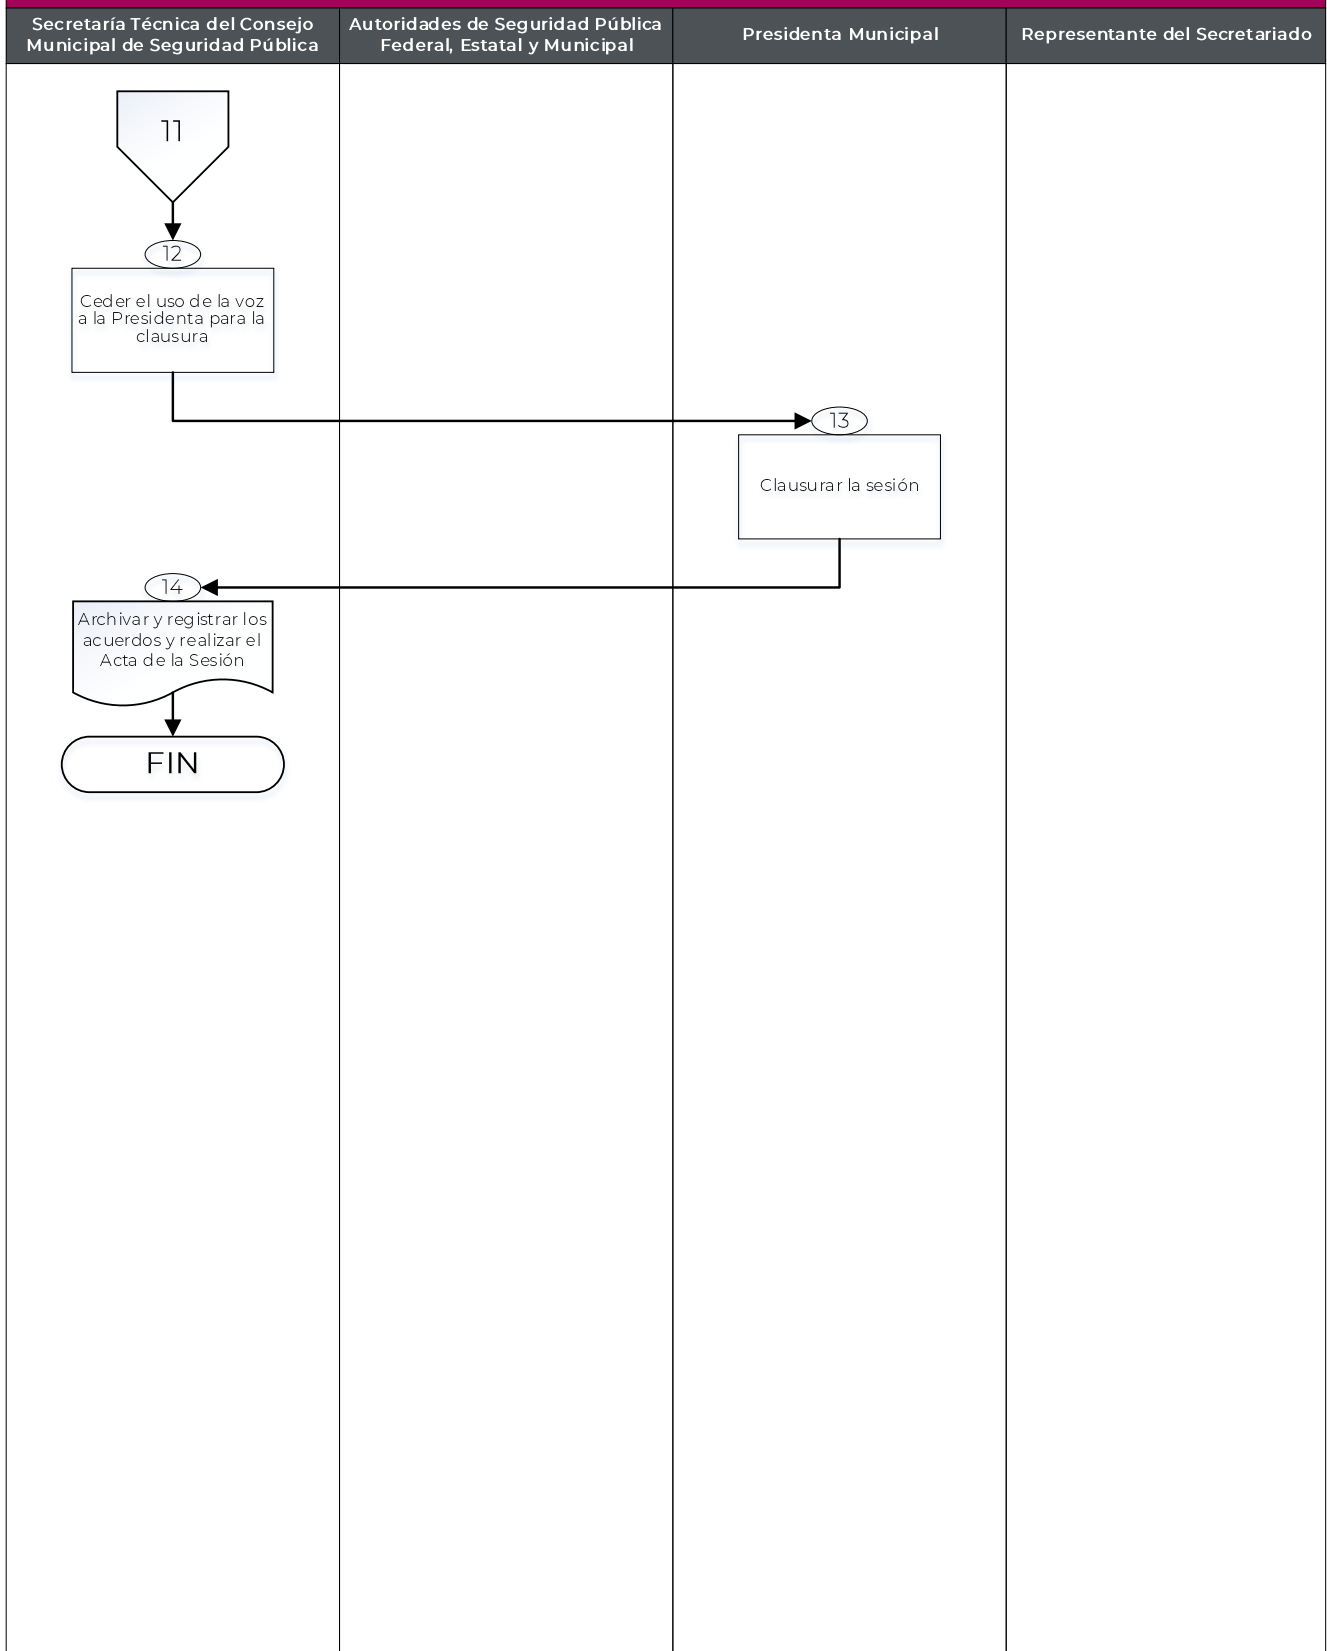 Secretaría Técnica del Consejo
Municipal de Seguridad Pública
Autoridades de Seguridad Pública
Federal, Estatal y Municipal
Presidenta Municipal
Representante del Secretariado
11
12
Ceder el uso de la voz
a la Presidenta para la
clausura
13
Clausurar la sesión
14
Archivar y registrar los
acuerdos y realizar el
Acta de la Sesión
FIN